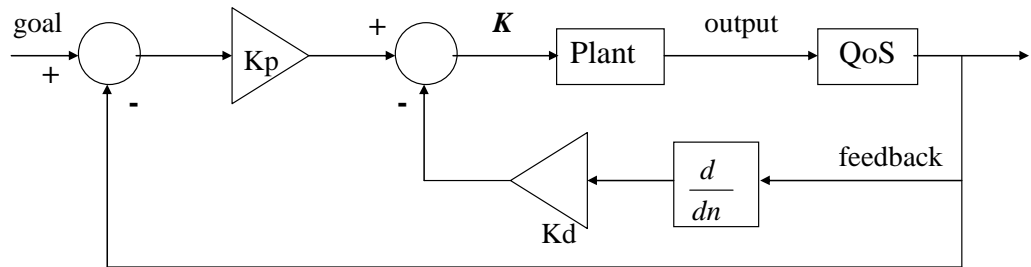 goal
+
-
Kp
+
-
K
Plant
output
QoS
feedback
d
dn
Kd